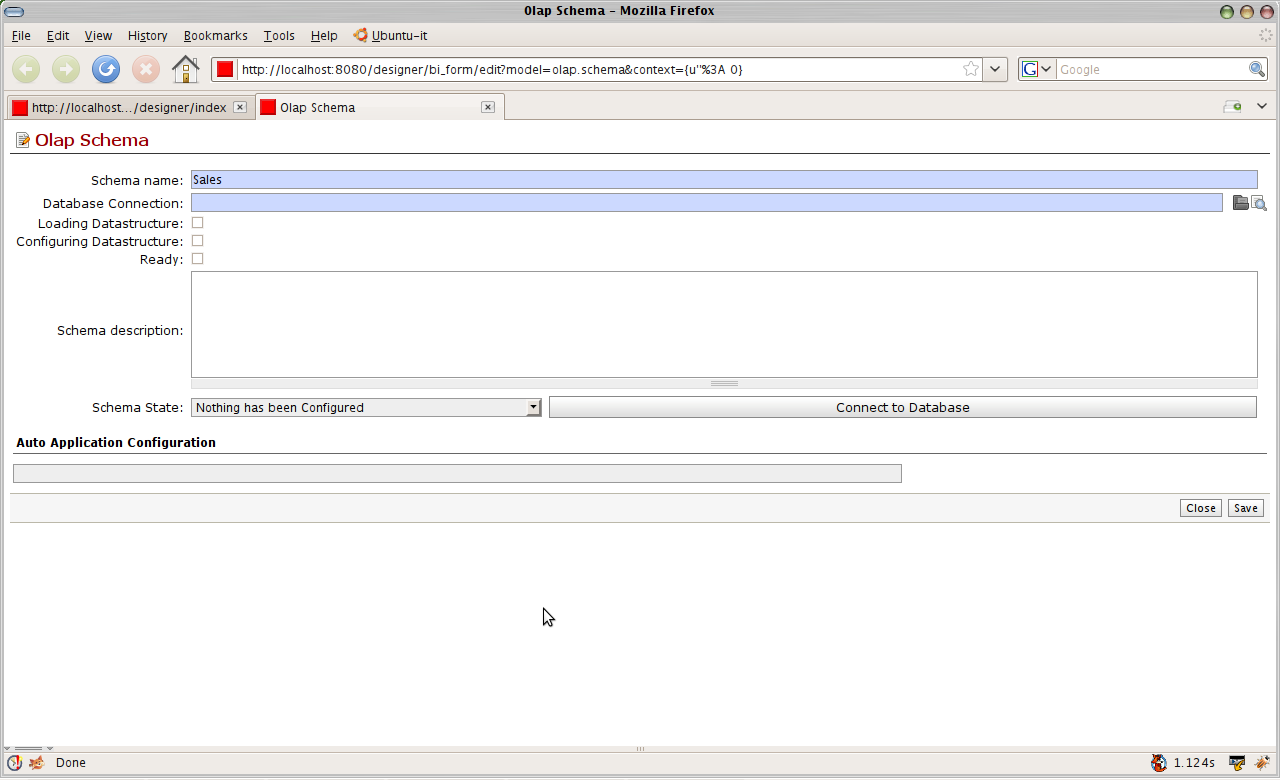 Olap Schema - Mozilla Firefox
File Edit View History Bookmarks Tools Help Ubuntu-it
http://localhost:8080/designer/bi_form/edit?model=olap.schema&context={u''%3A 0} G Google
http://localhost.../designer/index Olap Schema
Olap Schema
Schema name: Sales
Database Connection:
Loading Datastructure:
Configuring Datastructure:
Ready:
Schema description:
Schema State: Nothing has been Configured Connect to Database
Auto Application Configuration
Close Save
Done 1.124s